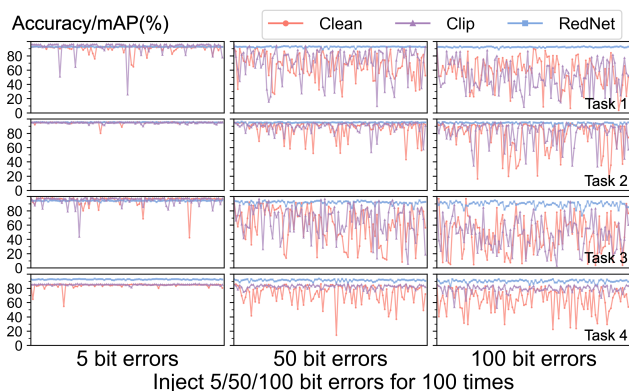 Accuracy/mAP(%)
Clean Clip RedNet
80
60
40
20
0
Task 1
80
60
40
20
0
Task 2
80
60
40
20
0
Task 3
80
60
40
20
0
Task 4
5 bit errors 50 bit errors 100 bit errors
Inject 5/50/100 bit errors for 100 times